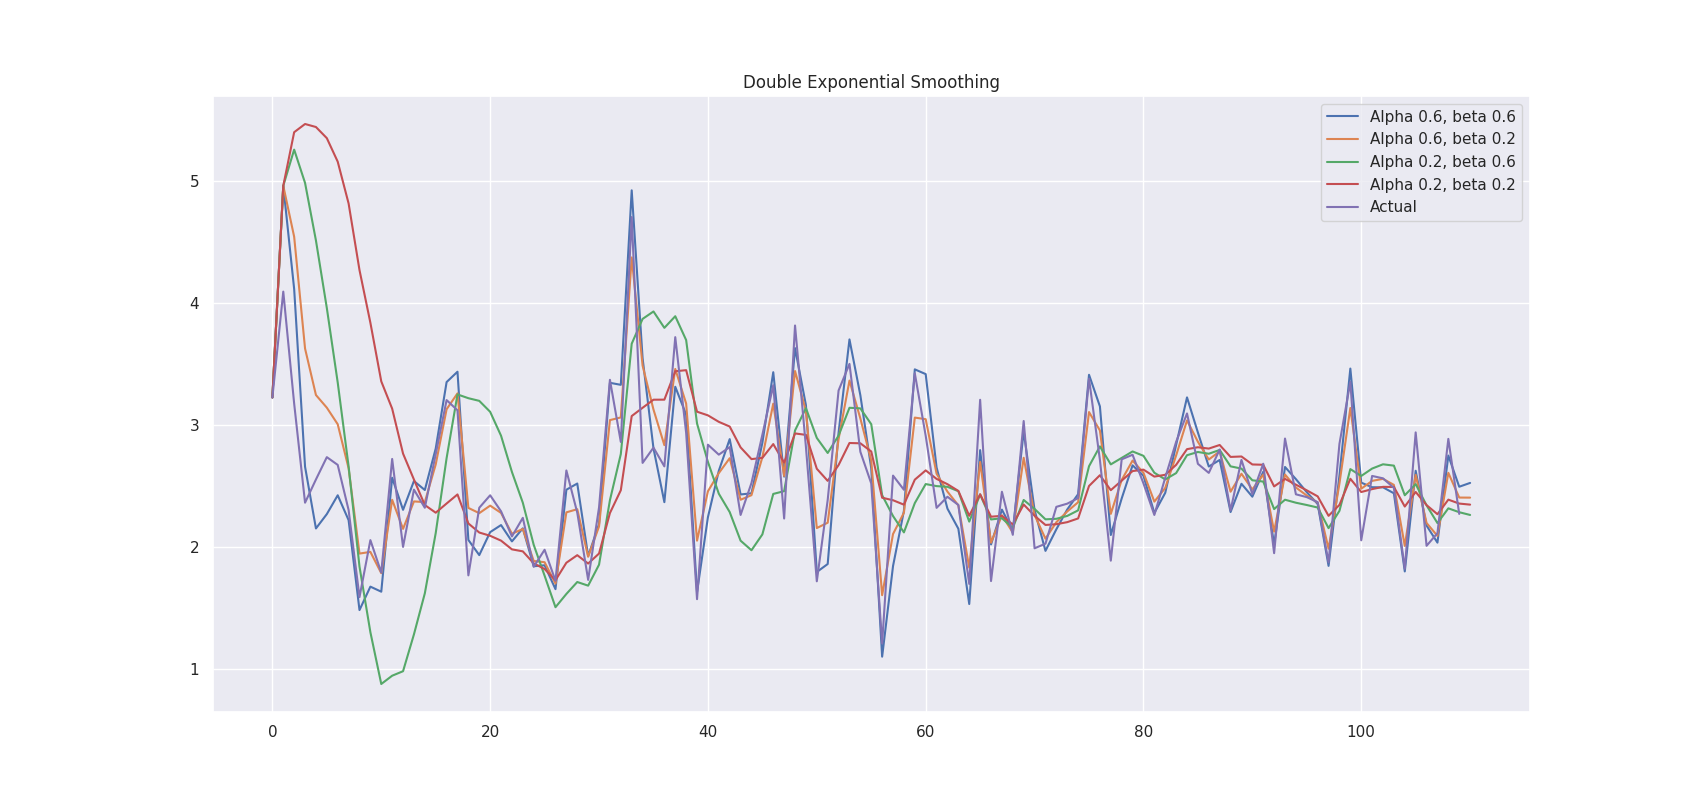 Double Exponential Smoothing
Alpha 0.6, beta 0.6
Alpha 0.6, beta 0.2
Alpha 0.2, beta 0.6
Alpha 0.2, beta 0.2
Actual
5
4
3
2
1
0
20
40
60
80
100